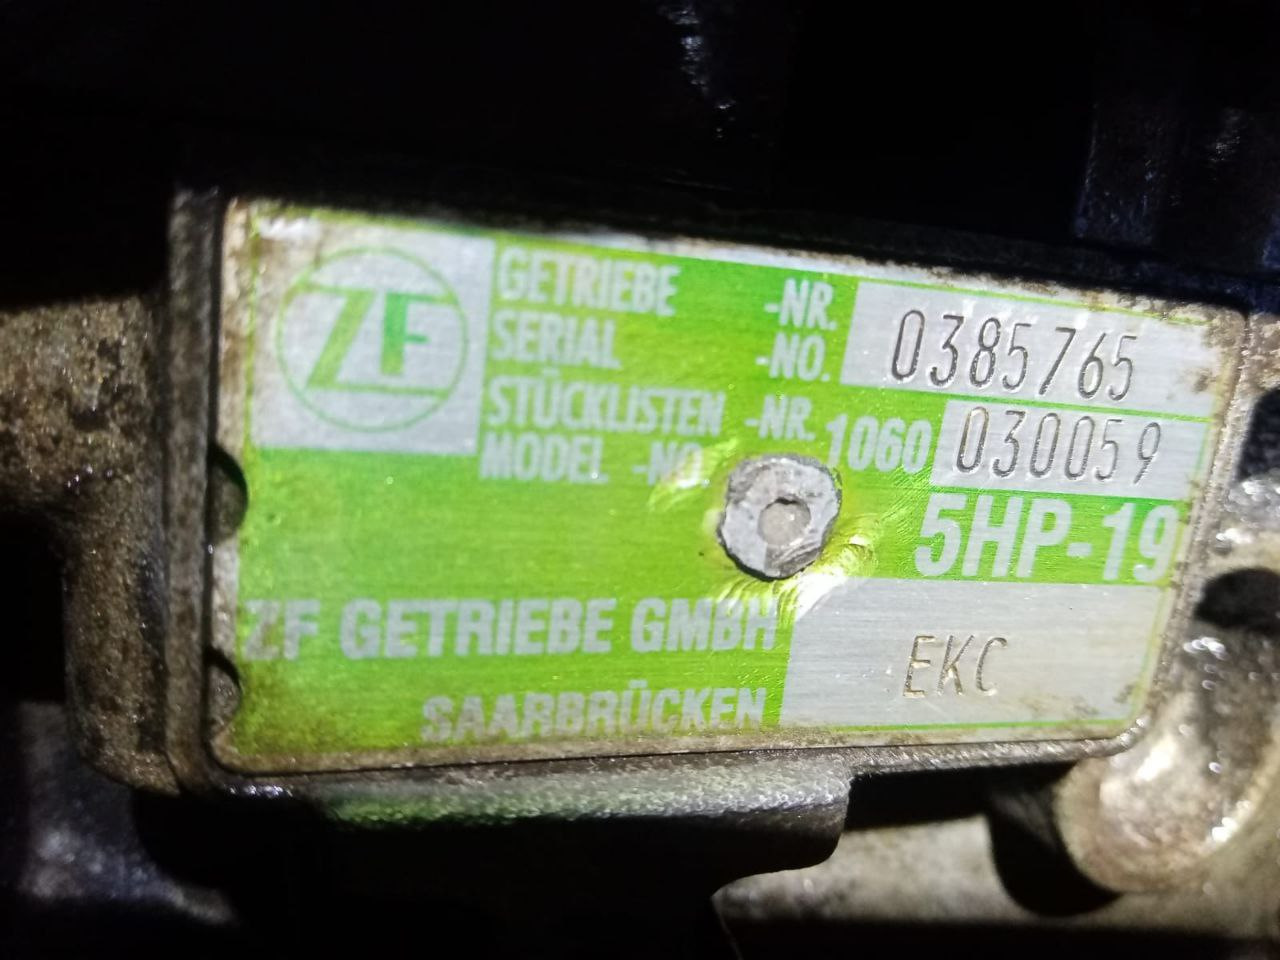 ZF
GETRIEBE -NR.
SERIAL -NO. 0385765
STÜCKLISTEN -NR.
MODEL -NO. 1060 030059
5HP-19
ZF GETRIEBE GMBH
EKC
SAARBRÜCKEN